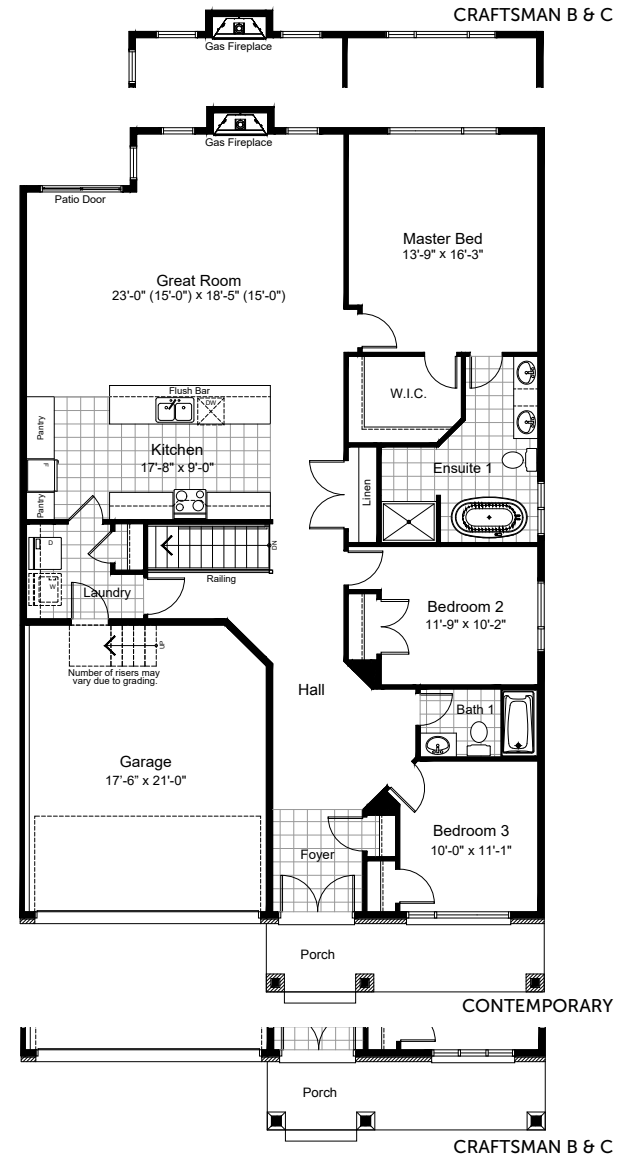 CRAFTSMAN B & C
Gas Fireplace
Gas Fireplace
Patio Door
Master Bed
13'-9" x 16'-3"
Great Room
23'-0" (15'-0") x 18'-5" (15'-0")
Flush Bar
DW
W.I.C.
Pantry
Kitchen
17'-8" x 9'-0"
F
Ensuite 1
Pantry
Linen
DN
D
Railing
W
Laundry
Bedroom 2
11'-9" x 10'-2"
UP
Number of risers may
vary due to grading.
Hall
Bath 1
Garage
17'-6" x 21'-0"
Bedroom 3
10'-0" x 11'-1"
Foyer
Porch
CONTEMPORARY
Porch
CRAFTSMAN B & C